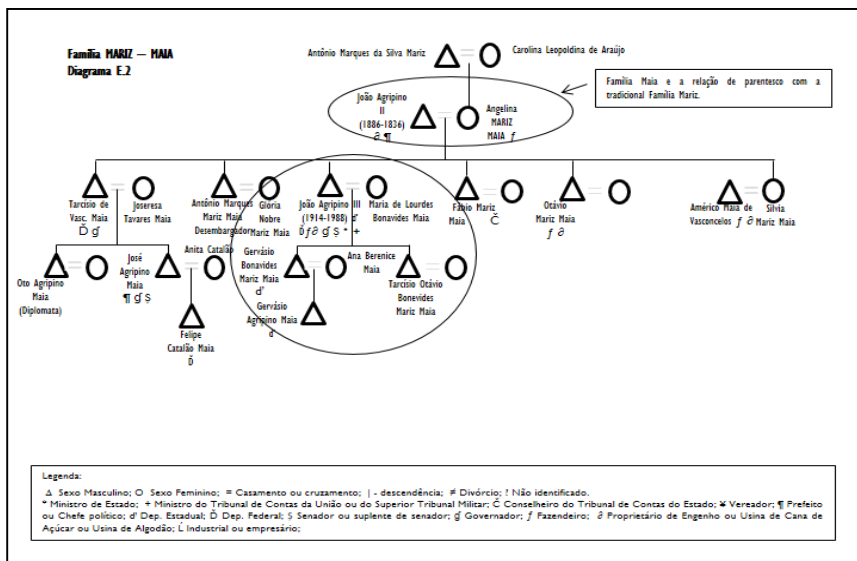 Família MARIZ – MAIA
Diagrama E.2
Antônio Marques da Silva Mariz
Carolina Leopoldina de Araújo
Família Maia e a relação de parentesco com a
tradicional Família Mariz.
João Agripino
II
(1886-1836)
∂ ¶
Angelina
MARIZ
MAIA ƒ
Tarcísio de
Vasc. Maia
Ď ɠ
Joseresa
Tavares Maia
Antônio Marques
Mariz Maia
Desembargador
Glória
Nobre
Mariz Maia
João Agripino III
(1914-1988) ď
Ď ƒ ∂ ɠ $ * +
Maria de Lourdes
Bonavides Maia
Fábio Mariz
Maia Č
Otávio
Mariz Maia
ƒ ∂
Américo Maia de
Vasconcelos ƒ ∂
Silvia
Mariz Maia
Oto Agripino
Maia
(Diplomata)
José
Agripino
Maia
¶ ɠ $
Anita Catalão
Felipe
Catalão Maia
Ď
Gervásio
Bonavides
Mariz Maia
ď
Gervásio
Agripino Maia
ď
Ana Berenice
Maia
Tarcísio Otávio
Bonevides
Mariz Maia
Legenda:
Δ Sexo Masculino; O Sexo Feminino; = Casamento ou cruzamento; | - descendência; ≠ Divórcio; ! Não identificado.
* Ministro de Estado; + Ministro do Tribunal de Contas da União ou do Superior Tribunal Militar; Č Conselheiro do Tribunal de Contas do Estado; ¥ Vereador; ¶ Prefeito
ou Chefe político; ď Dep. Estadual; Ď Dep. Federal; $ Senador ou suplente de senador; ɠ Governador; ƒ Fazendeiro; ∂ Proprietário de Engenho ou Usina de Cana de
Açúcar ou Usina de Algodão; Ĺ Industrial ou empresário;